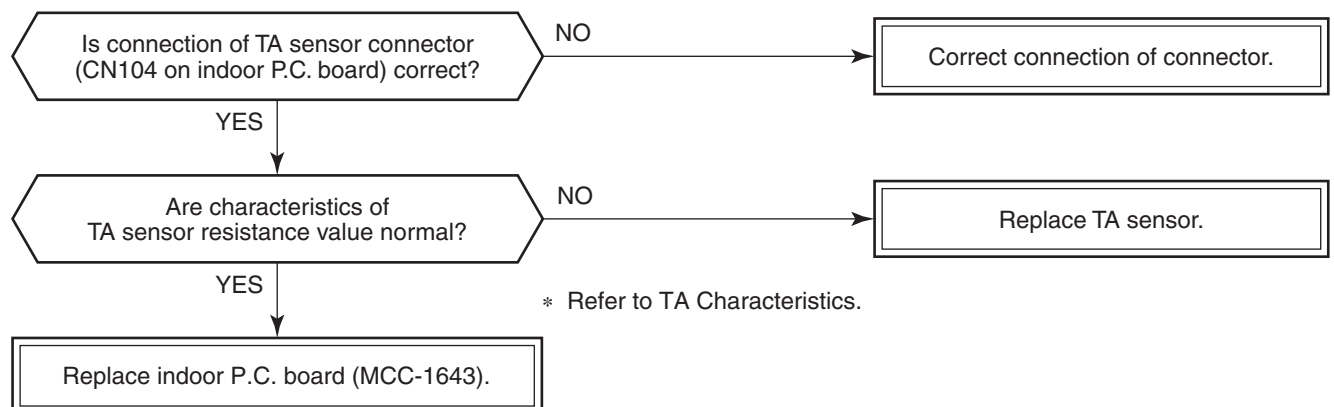 Is connection of TA sensor connector
(CN104 on indoor P.C. board) correct?
NO
Correct connection of connector.
YES
Are characteristics of
TA sensor resistance value normal?
NO
Replace TA sensor.
YES
* Refer to TA Characteristics.
Replace indoor P.C. board (MCC-1643).